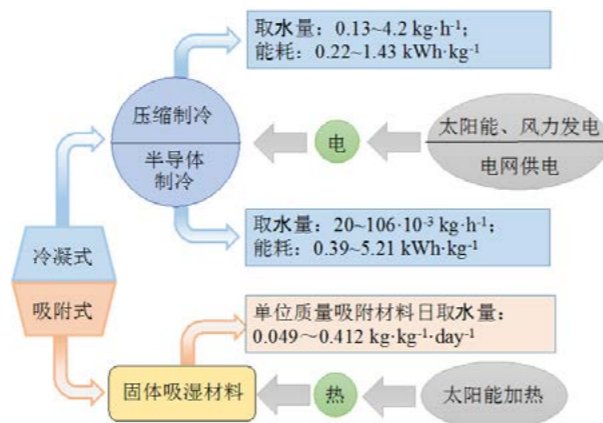 取水量：0.13~4.2 kg·h⁻¹；
能耗：0.22~1.43 kWh·kg⁻¹
压缩制冷
半导体
制冷
电
太阳能、风力发电
电网供电
取水量：20~106·10⁻³ kg·h⁻¹；
能耗：0.39~5.21 kWh·kg⁻¹
冷凝式
吸附式
单位质量吸附材料日取水量：
0.049～0.412 kg·kg⁻¹·day⁻¹
固体吸湿材料
热
太阳能加热